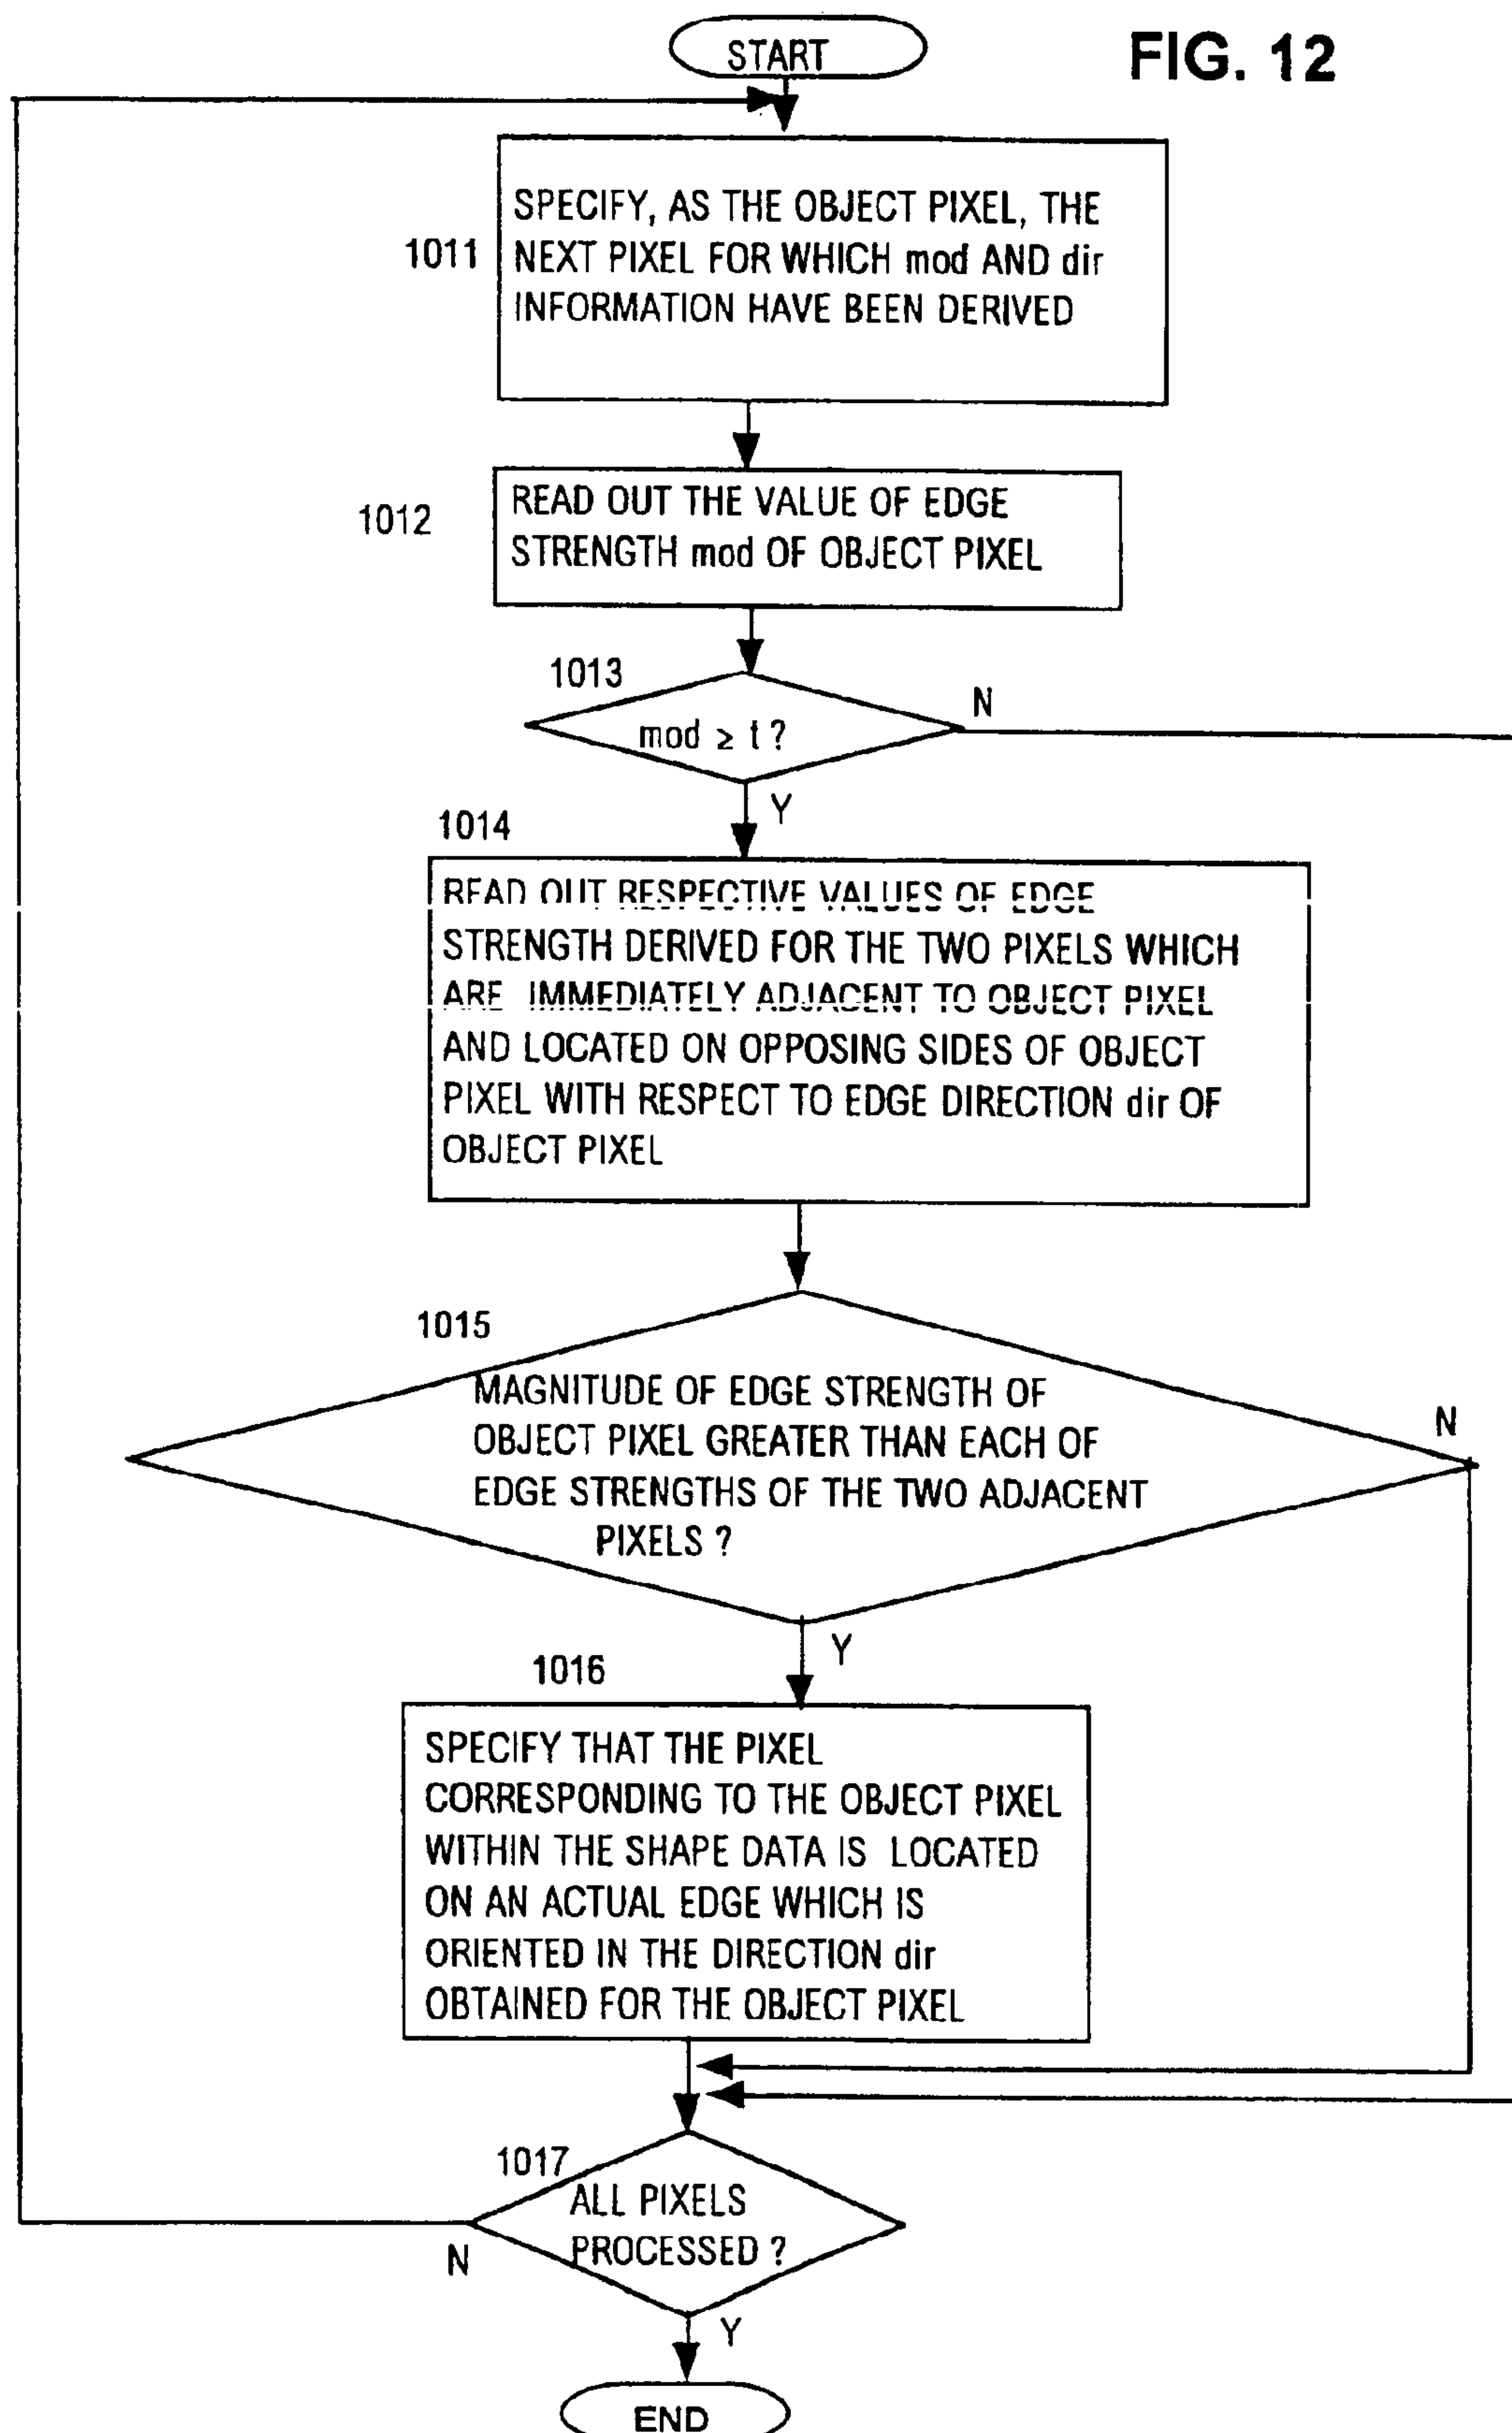 START
FIG. 12
1011
SPECIFY, AS THE OBJECT PIXEL, THE
NEXT PIXEL FOR WHICH mod AND dir
INFORMATION HAVE BEEN DERIVED
1012
READ OUT THE VALUE OF EDGE
STRENGTH mod OF OBJECT PIXEL
1013
mod ≥ t ?
N
Y
1014
READ OUT RESPECTIVE VALUES OF EDGE
STRENGTH DERIVED FOR THE TWO PIXELS WHICH
ARE IMMEDIATELY ADJACENT TO OBJECT PIXEL
AND LOCATED ON OPPOSING SIDES OF OBJECT
PIXEL WITH RESPECT TO EDGE DIRECTION dir OF
OBJECT PIXEL
1015
MAGNITUDE OF EDGE STRENGTH OF
OBJECT PIXEL GREATER THAN EACH OF
EDGE STRENGTHS OF THE TWO ADJACENT
PIXELS ?
N
Y
1016
SPECIFY THAT THE PIXEL
CORRESPONDING TO THE OBJECT PIXEL
WITHIN THE SHAPE DATA IS LOCATED
ON AN ACTUAL EDGE WHICH IS
ORIENTED IN THE DIRECTION dir
OBTAINED FOR THE OBJECT PIXEL
1017
ALL PIXELS
PROCESSED ?
N
Y
END